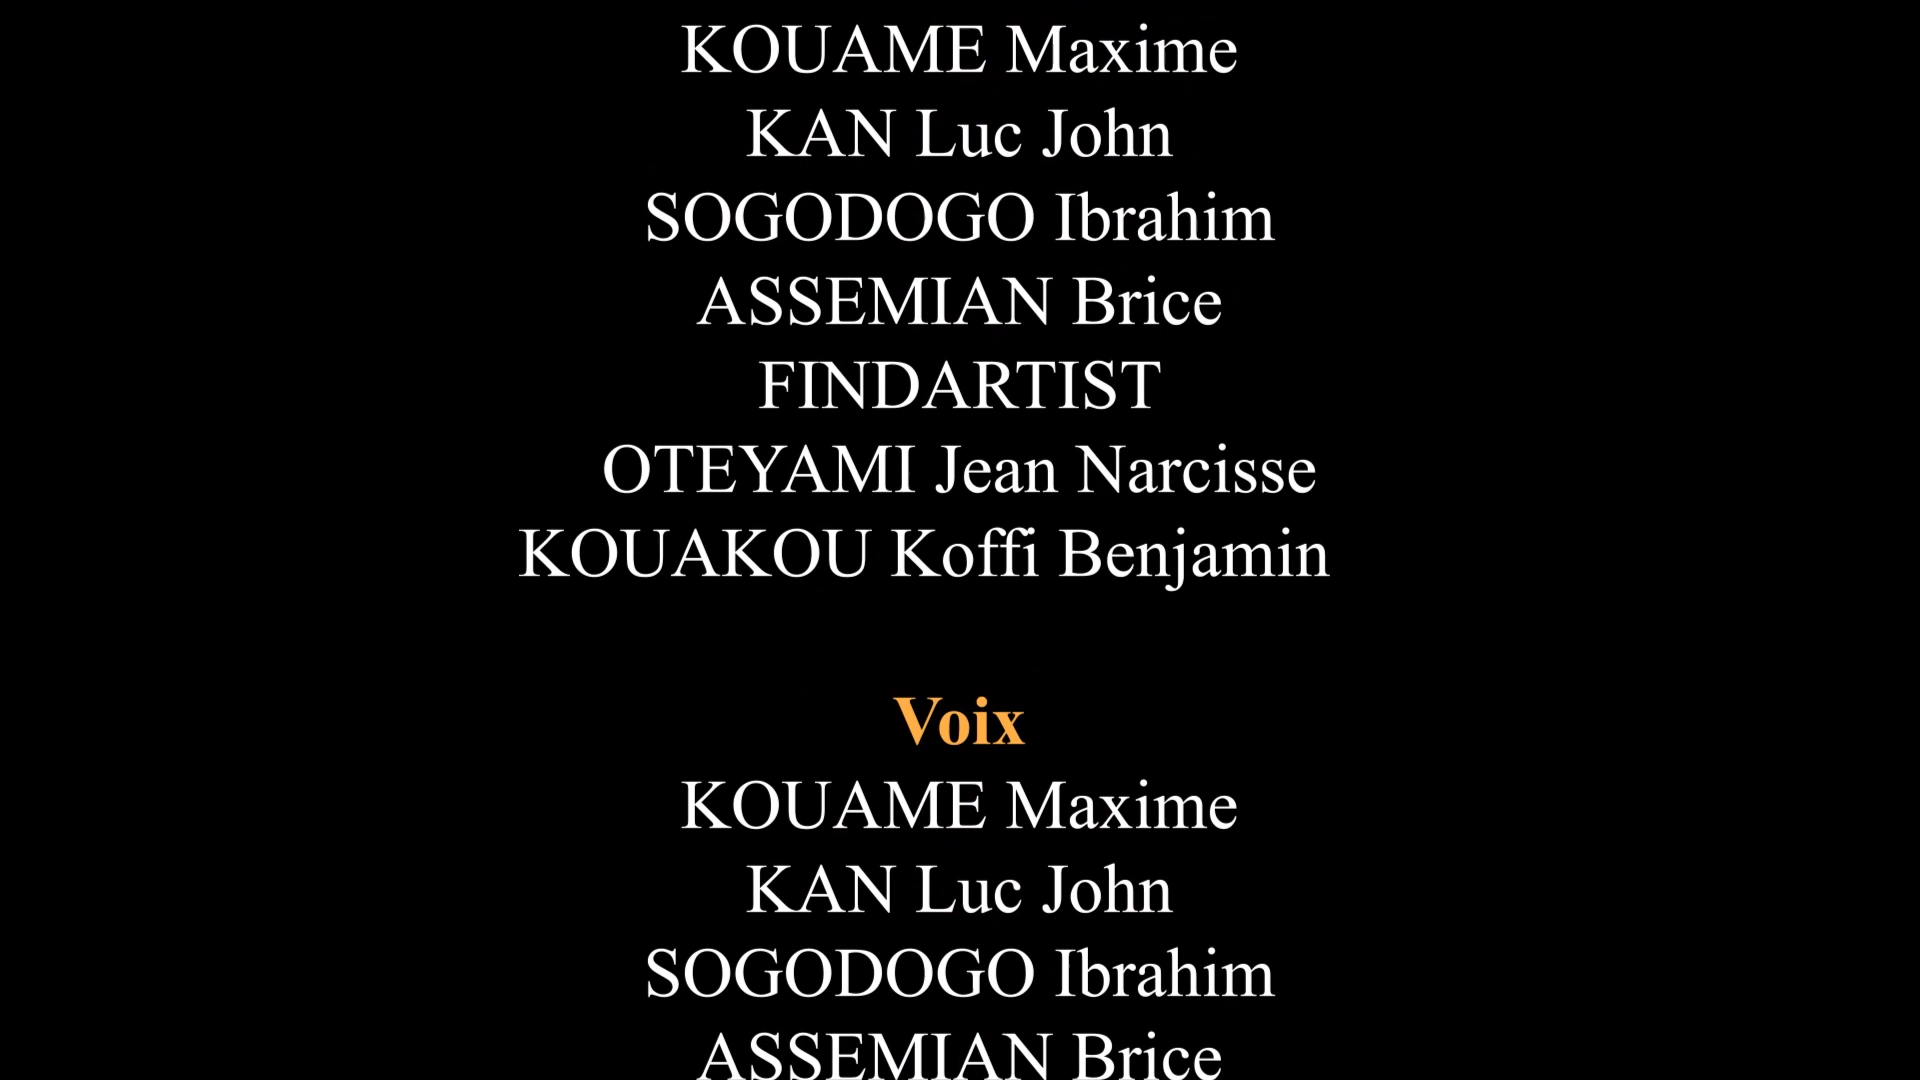 KOUAME Maxime
KAN Luc John
SOGODOGO Ibrahim
ASSEMIAN Brice
FINDARTIST
OTEYAMI Jean Narcisse
KOUAKOU Koffi Benjamin
Voix
KOUAME Maxime
KAN Luc John
SOGODOGO Ibrahim
ASSEMIAN Brice